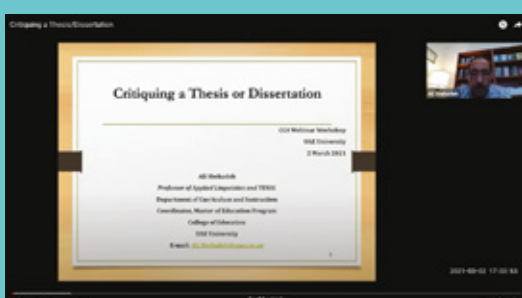 Critiquing a Thesis/Dissertation
Critiquing a Thesis or Dissertation
CGS Webinar Workshop
UAE University
2 March 2021
Professor of Applied Linguistics and TESOL
Department of Curriculum and Instruction
Coordinator, Master of Education Program
College of Education
UAE University
E-mail:
1
2021-03-02 17:02:53